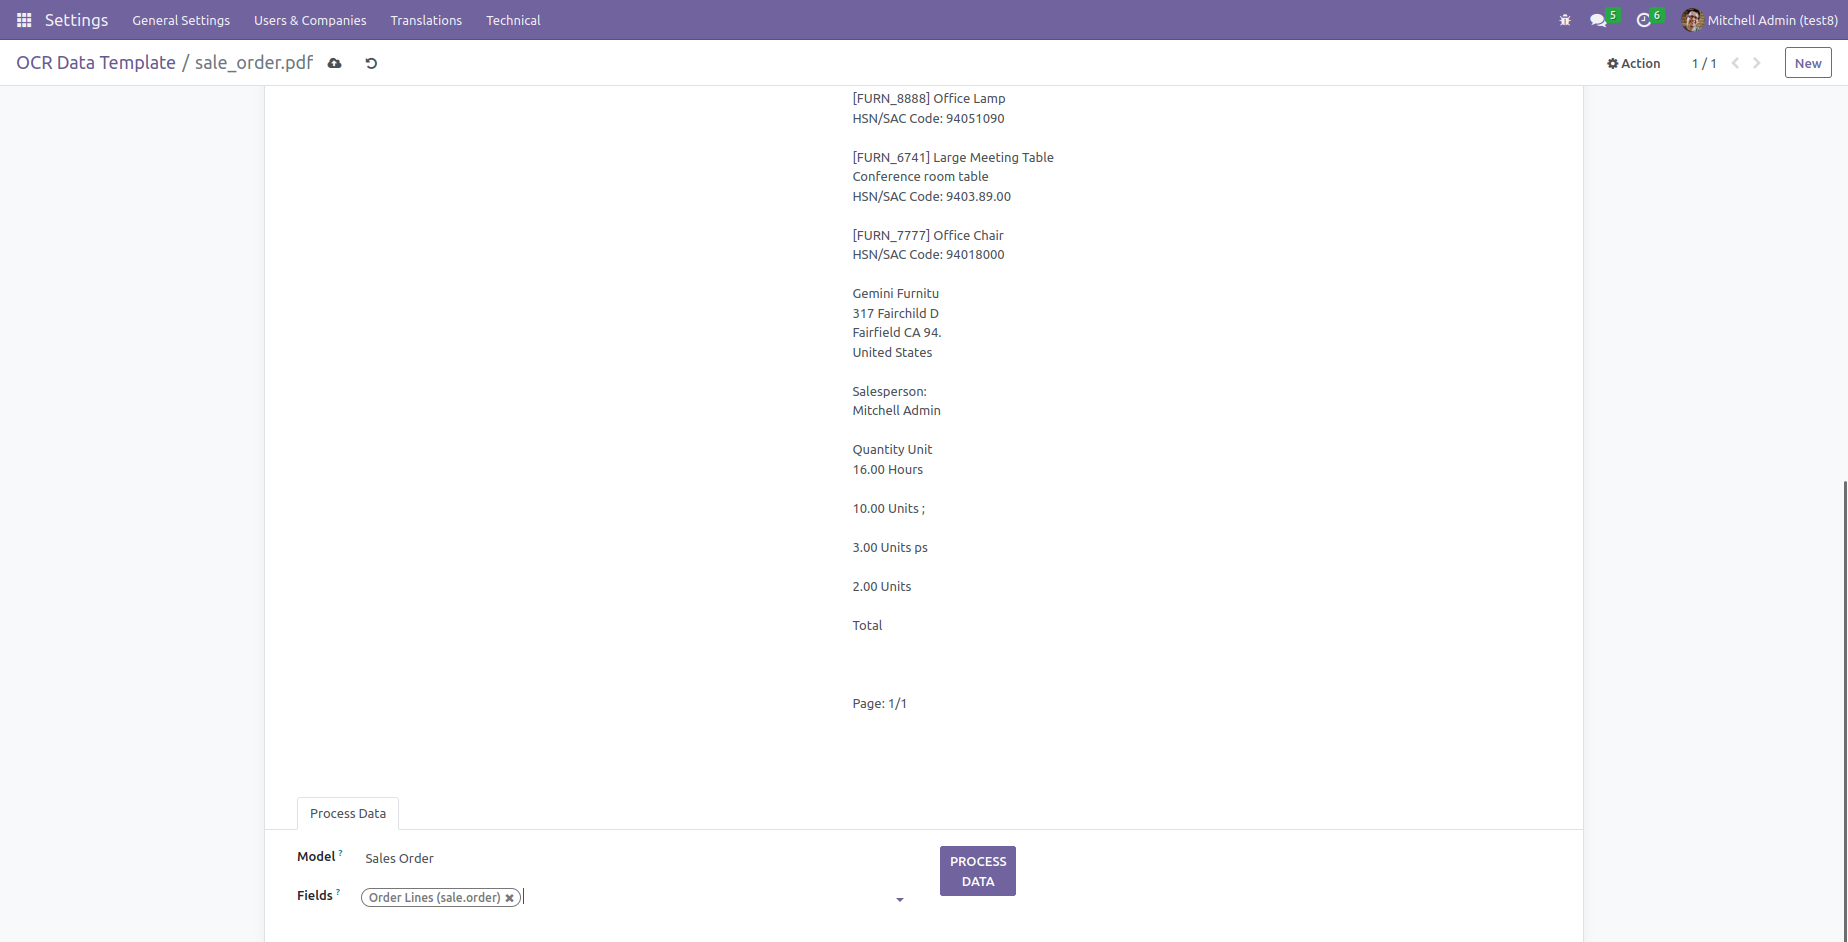 Settings General Settings Users & Companies Translations Technical 5 6 Mitchell Admin (test8)
OCR Data Template / sale_order.pdf Action 1 / 1 New
[FURN_8888] Office Lamp
HSN/SAC Code: 94051090
[FURN_6741] Large Meeting Table
Conference room table
HSN/SAC Code: 9403.89.00
[FURN_7777] Office Chair
HSN/SAC Code: 94018000
Gemini Furnitu
317 Fairchild D
Fairfield CA 94.
United States
Salesperson:
Mitchell Admin
Quantity Unit
16.00 Hours
10.00 Units ;
3.00 Units ps
2.00 Units
Total
Page: 1/1
Process Data
Model ? Sales Order
PROCESS
DATA
Fields ? Order Lines (sale.order)